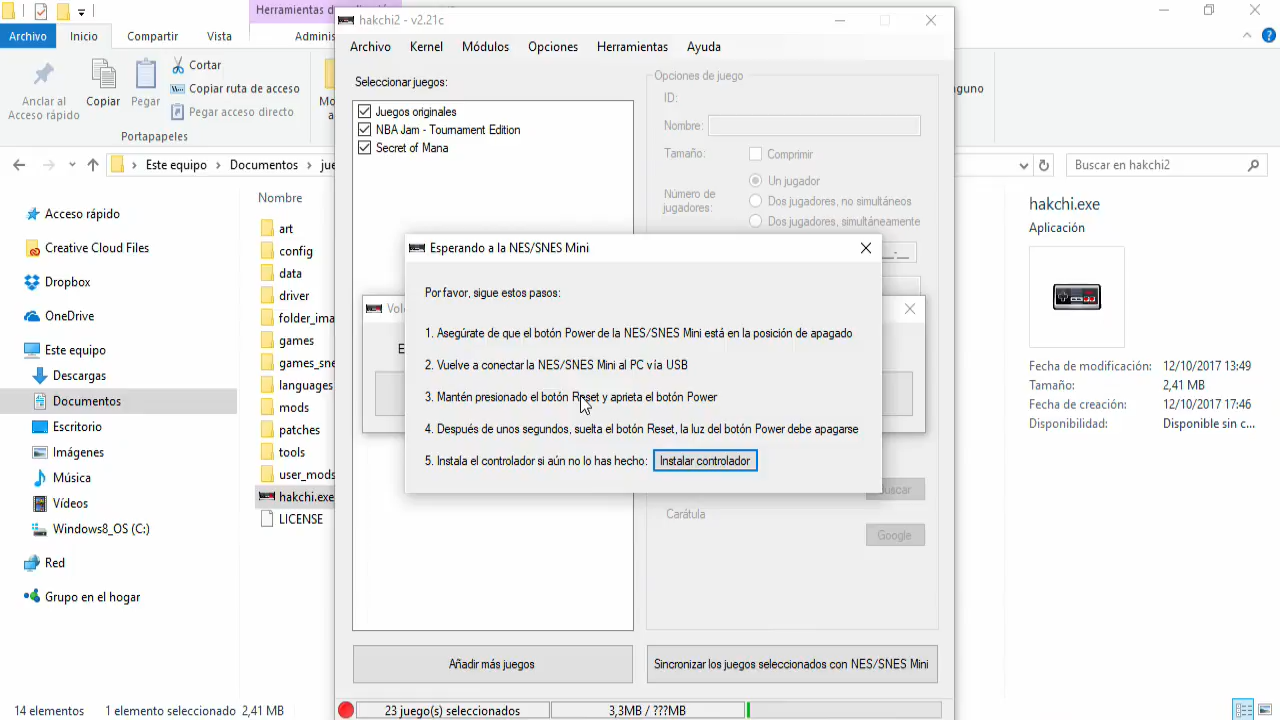 Herramientas d
hakchi2 - v2.21c
Archivo
Inicio
Compartir
Vista
Adminis
Archivo
Kernel
Módulos
Opciones
Herramientas
Ayuda
Anclar al
Acceso rápido
Copiar
Pegar
Cortar
Copiar ruta de acceso
Pegar acceso directo
Mo
guno
Portapapeles
Este equipo
Documentos
jue
Buscar en hakchi2
Acceso rápido
Creative Cloud Files
Dropbox
OneDrive
Este equipo
Descargas
Documentos
Escritorio
Imágenes
Música
Vídeos
Windows8_OS (C:)
Red
Grupo en el hogar
Nombre
art
config
data
driver
folder_ima
games
games_sne
languages
mods
patches
tools
user_mods
hakchi.exe
LICENSE
Seleccionar juegos:
Juegos originales
NBA Jam - Tournament Edition
Secret of Mana
Opciones de juego
ID:
Nombre:
Tamaño:
Comprimir
Número de
jugadores:
Un jugador
Dos jugadores, no simultáneos
Dos jugadores, simultáneamente
Vol
E
Esperando a la NES/SNES Mini
Por favor, sigue estos pasos:
1. Asegúrate de que el botón Power de la NES/SNES Mini está en la posición de apagado
2. Vuelve a conectar la NES/SNES Mini al PC vía USB
3. Mantén presionado el botón Reset y aprieta el botón Power
4. Después de unos segundos, suelta el botón Reset, la luz del botón Power debe apagarse
5. Instala el controlador si aún no lo has hecho:
Instalar controlador
Buscar
Carátula
Google
Añadir más juegos
Sincronizar los juegos seleccionados con NES/SNES Mini
23 juego(s) seleccionados
3,3MB / ???MB
hakchi.exe
Aplicación
Fecha de modificación: 12/10/2017 13:49
Tamaño: 2,41 MB
Fecha de creación: 12/10/2017 17:46
Disponibilidad: Disponible sin c...
14 elementos
1 elemento seleccionado 2,41 MB